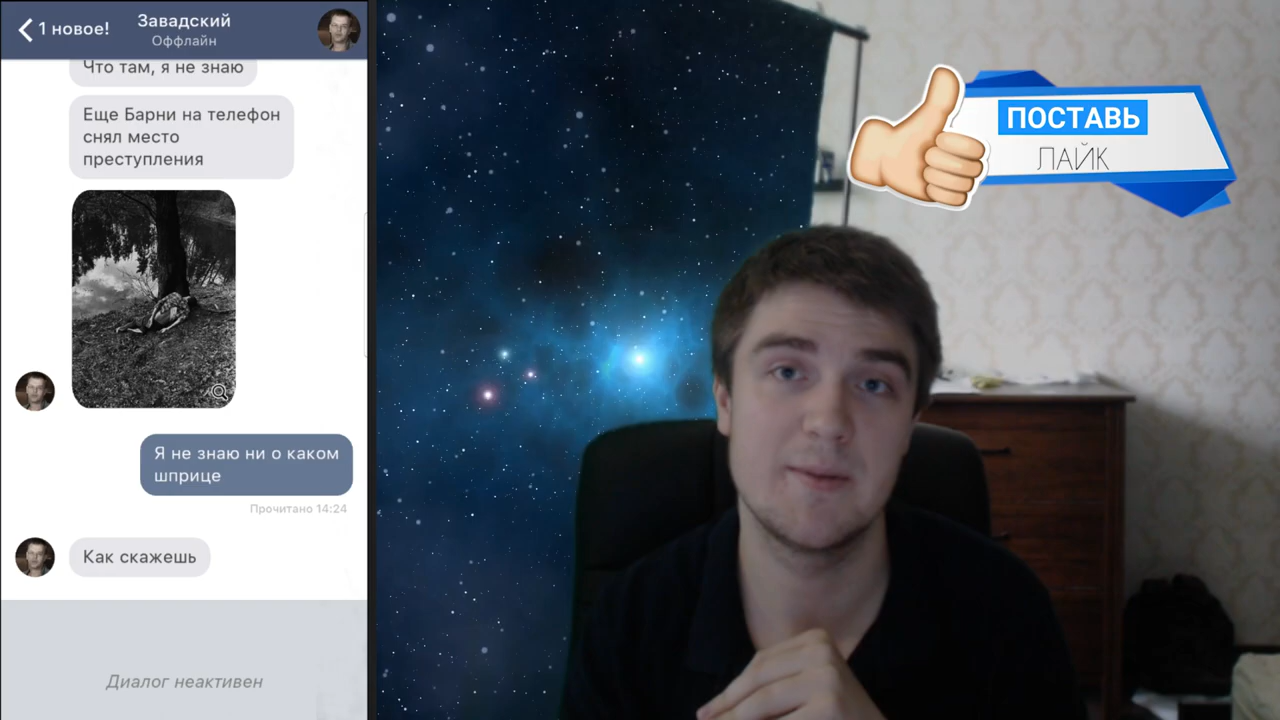 1 новое!
Завадский
Оффлайн
Что там, я не знаю
Еще Барни на телефон
снял место
преступления
Я не знаю ни о каком
шприце
Прочитано 14:24
Как скажешь
Диалог неактивен
ПОСТАВЬ
ЛАЙК